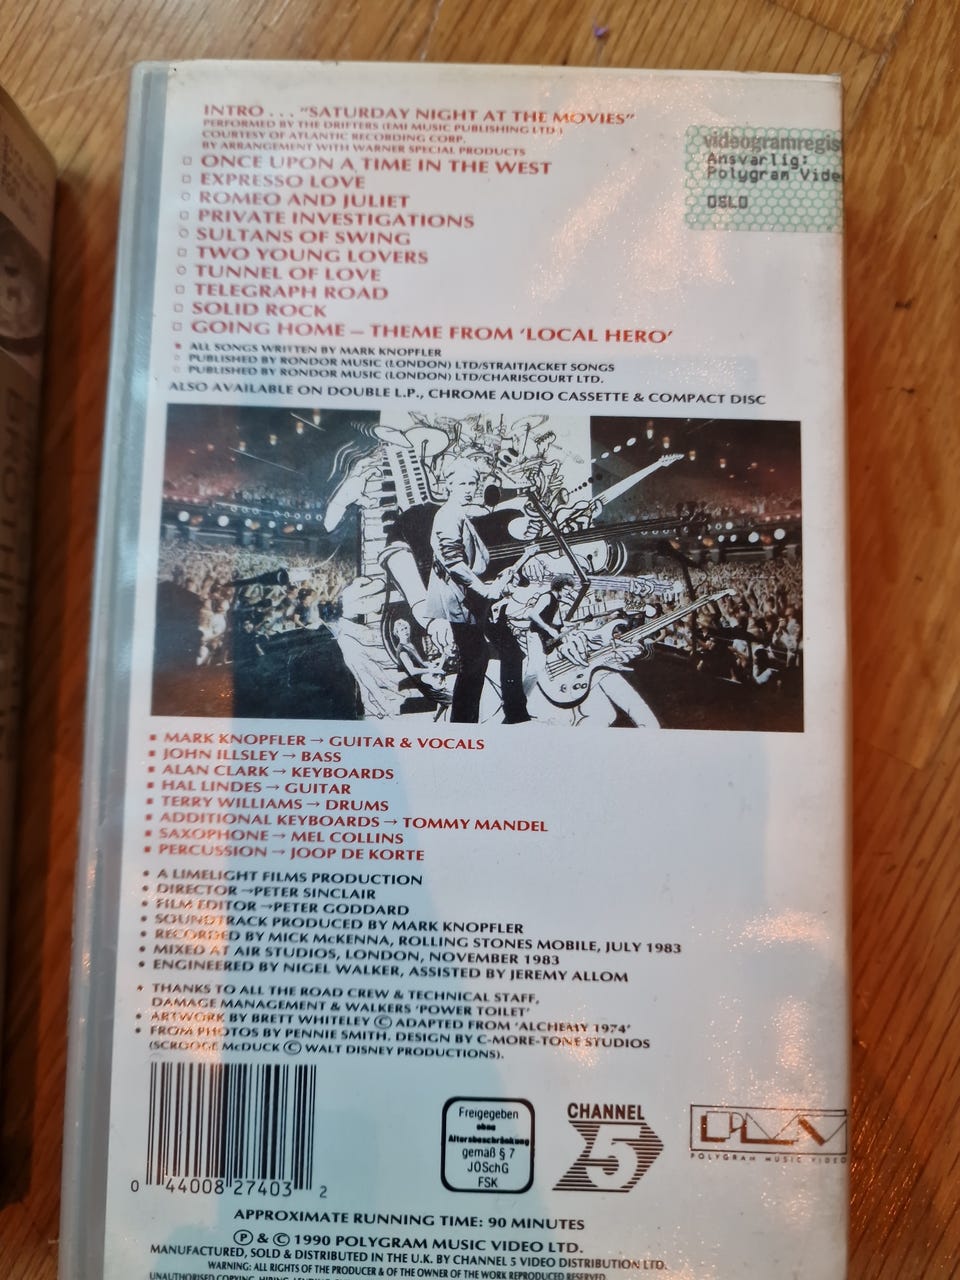 INTRO . . . "SATURDAY NIGHT AT THE MOVIES"
PERFORMED BY THE DRIFTERS (EMI MUSIC PUBLISHING LTD.)
COURTESY OF ATLANTIC RECORDING CORP.
BY ARRANGEMENT WITH WARNER SPECIAL PRODUCTS
ONCE UPON A TIME IN THE WEST
EXPRESSO LOVE
ROMEO AND JULIET
PRIVATE INVESTIGATIONS
SULTANS OF SWING
TWO YOUNG LOVERS
TUNNEL OF LOVE
TELEGRAPH ROAD
SOLID ROCK
GOING HOME – THEME FROM 'LOCAL HERO'
ALL SONGS WRITTEN BY MARK KNOPFLER
PUBLISHED BY RONDOR MUSIC (LONDON) LTD/STRAITJACKET SONGS
PUBLISHED BY RONDOR MUSIC (LONDON) LTD/CHARISCOURT LTD.
ALSO AVAILABLE ON DOUBLE L.P., CHROME AUDIO CASSETTE & COMPACT DISC
videogramregis
Ansvarlig:
Polygram Vide
OSLO
MARK KNOPFLER → GUITAR & VOCALS
JOHN ILLSLEY → BASS
ALAN CLARK → KEYBOARDS
HAL LINDES → GUITAR
TERRY WILLIAMS → DRUMS
ADDITIONAL KEYBOARDS → TOMMY MANDEL
SAXOPHONE → MEL COLLINS
PERCUSSION → JOOP DE KORTE
A LIMELIGHT FILMS PRODUCTION
DIRECTOR →PETER SINCLAIR
FILM EDITOR →PETER GODDARD
SOUNDTRACK PRODUCED BY MARK KNOPFLER
RECORDED BY MICK McKENNA, ROLLING STONES MOBILE, JULY 1983
MIXED AT AIR STUDIOS, LONDON, NOVEMBER 1983
ENGINEERED BY NIGEL WALKER, ASSISTED BY JEREMY ALLOM
THANKS TO ALL THE ROAD CREW & TECHNICAL STAFF,
DAMAGE MANAGEMENT & WALKERS 'POWER TOILET'
ARTWORK BY BRETT WHITELEY © ADAPTED FROM 'ALCHEMY 1974'
FROM PHOTOS BY PENNIE SMITH, DESIGN BY C-MORE-TONE STUDIOS
(SCROOGE McDUCK © WALT DISNEY PRODUCTIONS).
0 44008 27403 2
Freigegeben
ohne
Altersbeschränkung
gemäß § 7
JÖSchG
FSK
CHANNEL
5
PMV
POLYGRAM MUSIC VIDEO
APPROXIMATE RUNNING TIME: 90 MINUTES
℗ & © 1990 POLYGRAM MUSIC VIDEO LTD.
MANUFACTURED, SOLD & DISTRIBUTED IN THE U.K. BY CHANNEL 5 VIDEO DISTRIBUTION LTD.
WARNING: ALL RIGHTS OF THE PRODUCER & OF THE OWNER OF THE WORK REPRODUCED RESERVED.
UNAUTHORISED COPYING, HIRING,